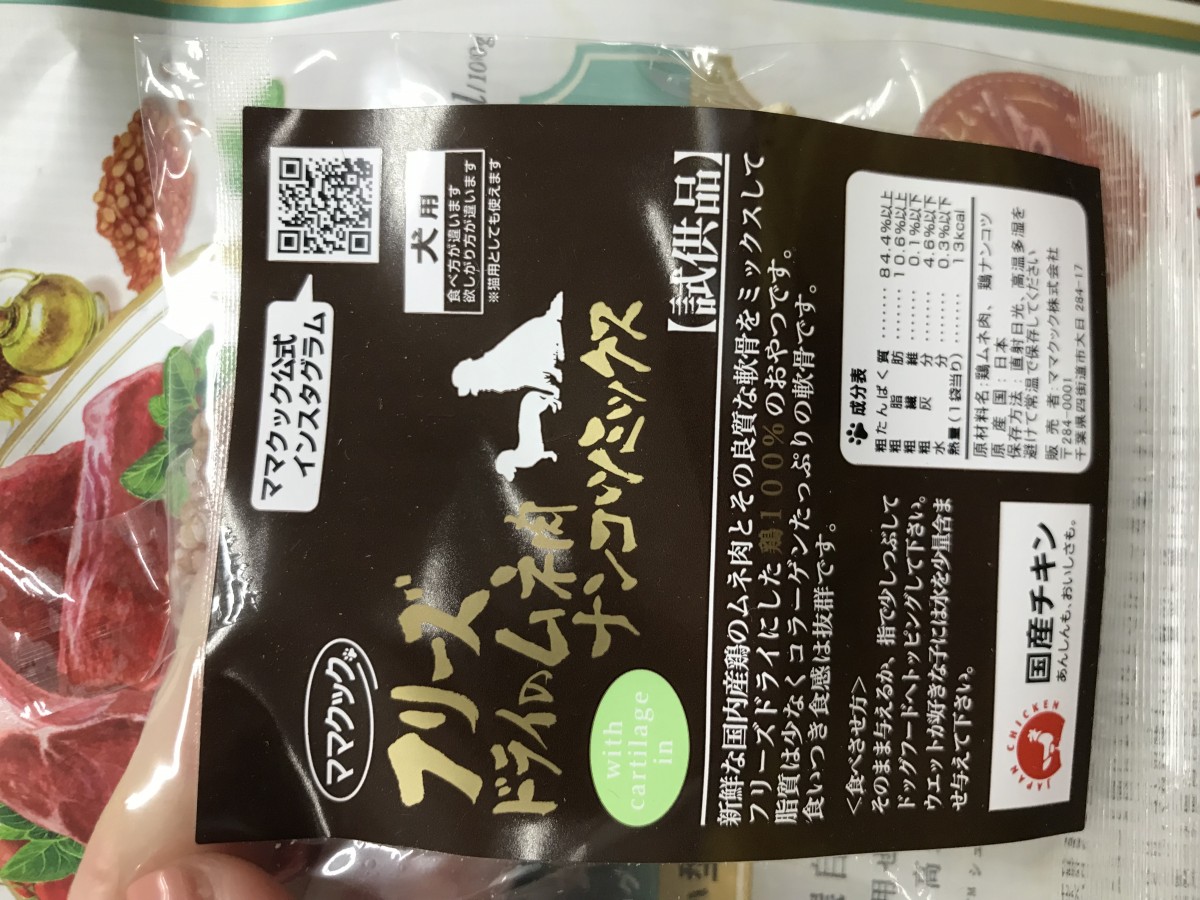 ママクック
フリーズ
ドライのムネ肉
ナンコツミックス
with
cartilage
in
ママクック公式
インスタグラム
犬用
食べ方が違います
欲しがり方が違います
※猫用としても使えます
【試供品】
新鮮な国内産鶏のムネ肉とその良質な軟骨をミックスして
フリーズドライにした 鶏100% のおやつです。
脂質は少なくコラーゲンたっぷりの軟骨です。
食いつき食感は抜群です。
<食べさせ方>
そのまま与えるか、指で少しつぶして
ドッグフードへトッピングして下さい。
ウエットが好きな子には水を少量含ま
せ与えて下さい。
成分表
粗たんぱく質 ……… 84.4%以上
粗脂肪 ……… 10.6%以上
粗繊維 ……… 0.1%以下
粗灰分 ……… 4.6%以下
水分 ……… 0.3%以下
熱量(1袋当り) ……… 13kcal
原材料名:鶏ムネ肉、鶏ナンコツ
原産国:日本
保存方法:直射日光、高温多湿を
避けて常温で保存してください
販売者:ママクック株式会社
〒284-0001
千葉県四街道市大日 284-17
JAPAN CHICKEN
国産チキン
あんしんも、おいしさも。
/100g